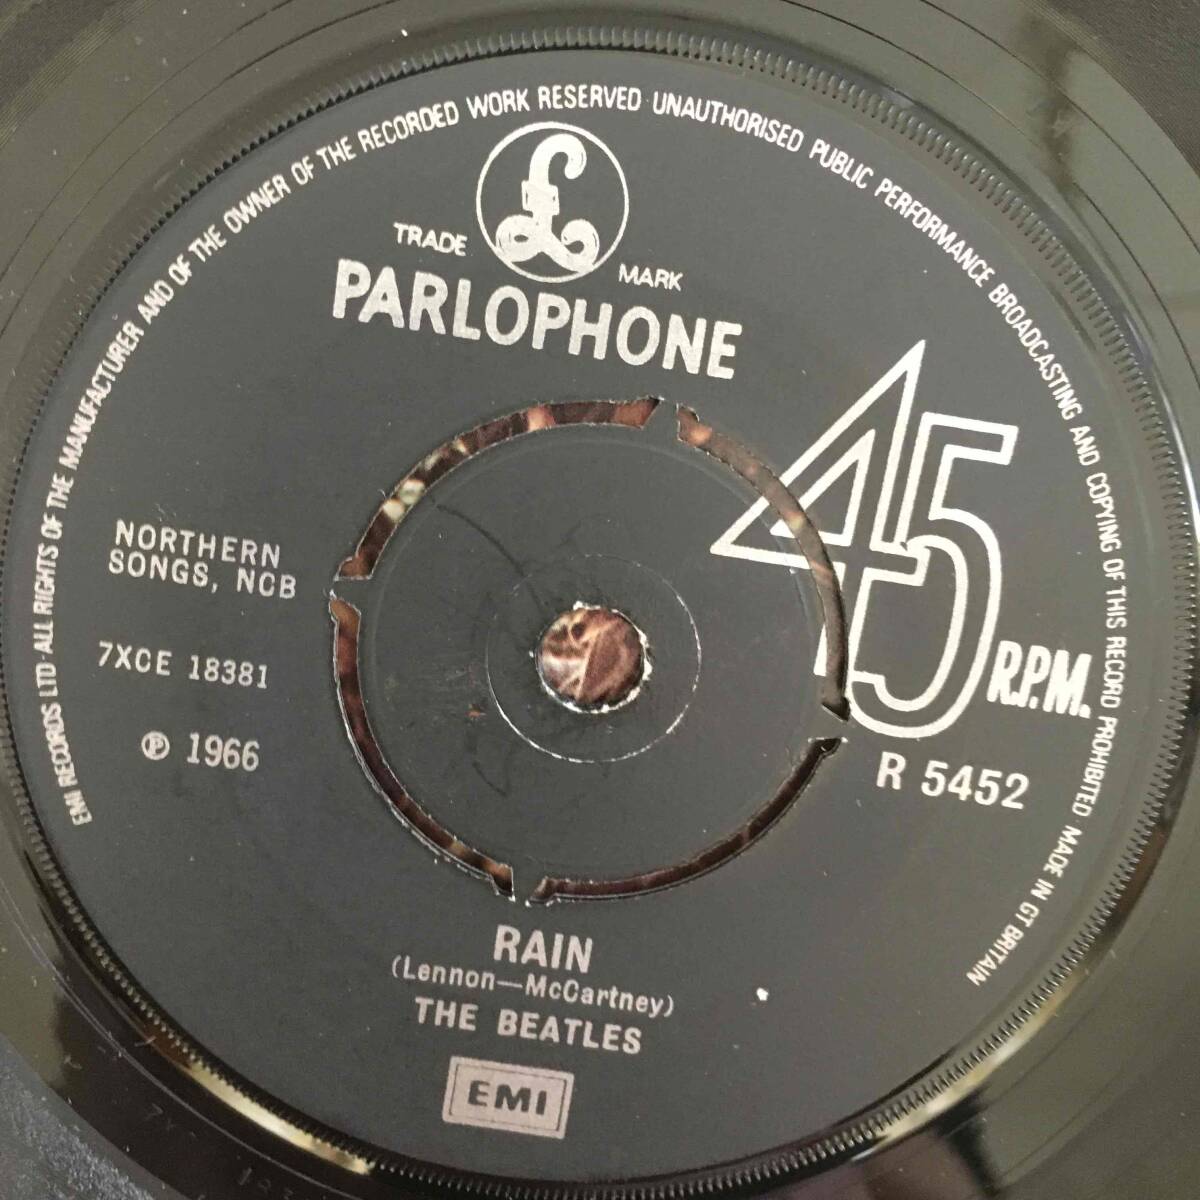 EMI RECORDS LTD · ALL RIGHTS OF THE MANUFACTURER AND OF THE OWNER OF THE RECORDED WORK RESERVED · UNAUTHORISED PUBLIC PERFORMANCE BROADCASTING AND COPYING OF THIS RECORD PROHIBITED MADE IN GT BRITAIN
£
TRADE MARK
PARLOPHONE
45 R.P.M.
NORTHERN
SONGS, NCB
7XCE 18381
℗ 1966
R 5452
RAIN
(Lennon—McCartney)
THE BEATLES
EMI